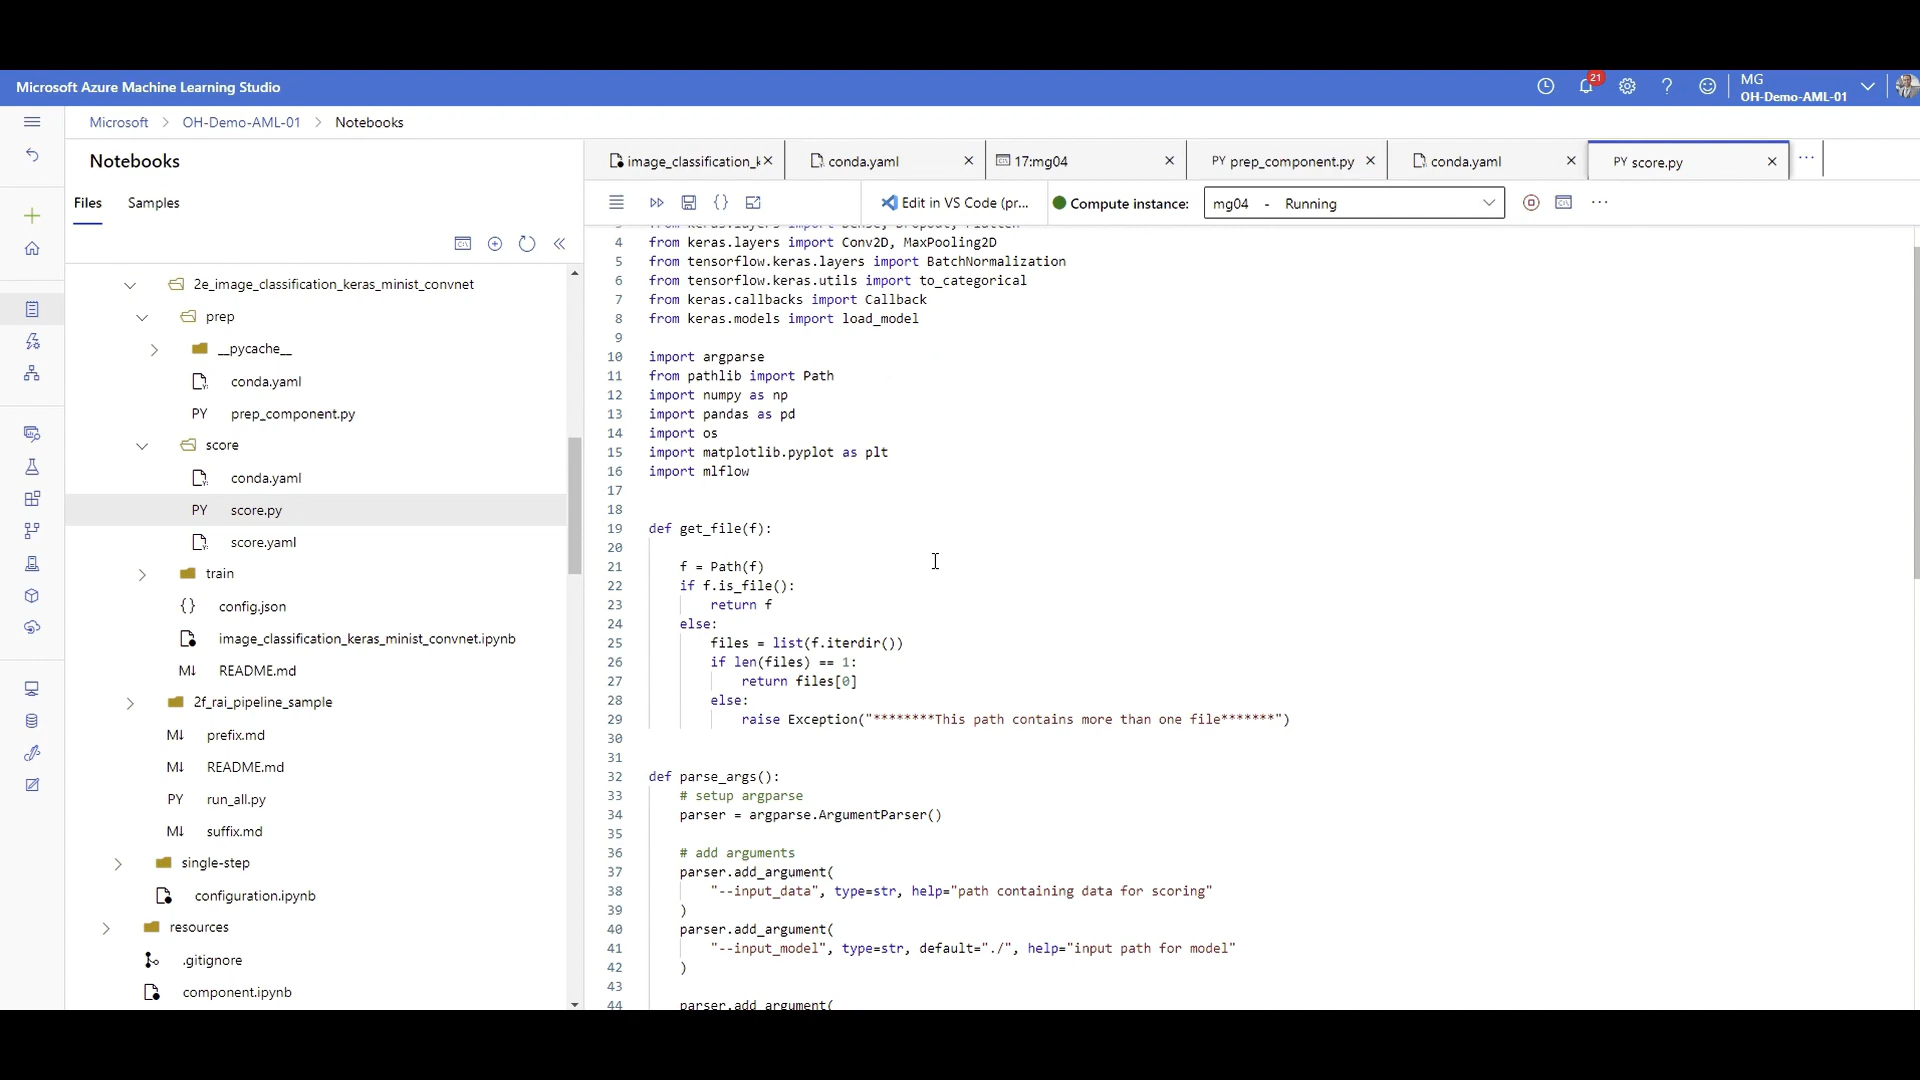 Microsoft Azure Machine Learning Studio
21
MG
OH-Demo-AML-01
Microsoft > OH-Demo-AML-01 > Notebooks
Notebooks
Files Samples
2e_image_classification_keras_minist_convnet
prep
__pycache__
conda.yaml
PY prep_component.py
score
conda.yaml
PY score.py
score.yaml
train
{} config.json
image_classification_keras_minist_convnet.ipynb
M↓ README.md
2f_rai_pipeline_sample
M↓ prefix.md
M↓ README.md
PY run_all.py
M↓ suffix.md
single-step
configuration.ipynb
resources
.gitignore
component.ipynb
image_classification_k conda.yaml 17:mg04 PY prep_component.py conda.yaml PY score.py ...
{} Edit in VS Code (pr... Compute instance: mg04 - Running ...
4 from keras.layers import Conv2D, MaxPooling2D
5 from tensorflow.keras.layers import BatchNormalization
6 from tensorflow.keras.utils import to_categorical
7 from keras.callbacks import Callback
8 from keras.models import load_model
9
10 import argparse
11 from pathlib import Path
12 import numpy as np
13 import pandas as pd
14 import os
15 import matplotlib.pyplot as plt
16 import mlflow
17
18
19 def get_file(f):
20
21 f = Path(f)
22 if f.is_file():
23 return f
24 else:
25 files = list(f.iterdir())
26 if len(files) == 1:
27 return files[0]
28 else:
29 raise Exception("********This path contains more than one file*******")
30
31
32 def parse_args():
33 # setup argparse
34 parser = argparse.ArgumentParser()
35
36 # add arguments
37 parser.add_argument(
38 "--input_data", type=str, help="path containing data for scoring"
39 )
40 parser.add_argument(
41 "--input_model", type=str, default="./", help="input path for model"
42 )
43
44 parser.add_argument(